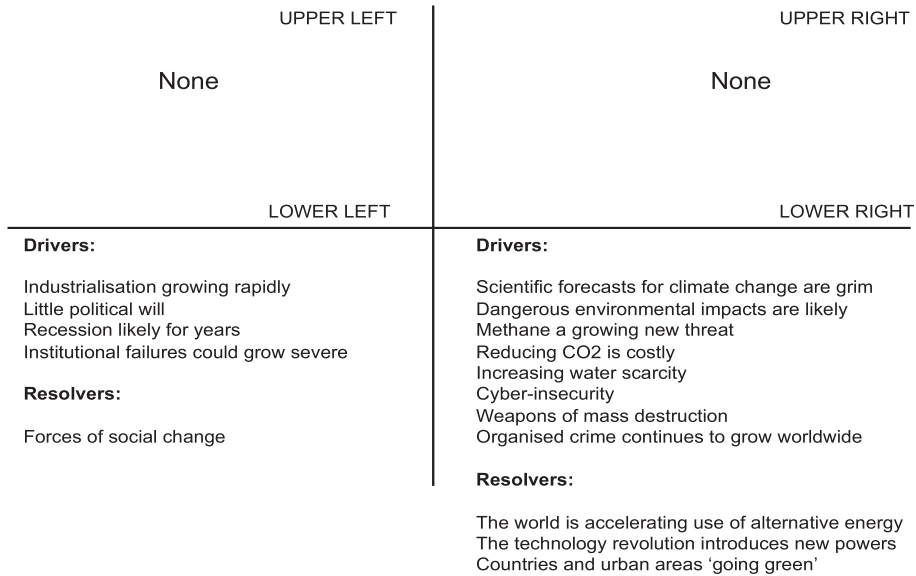 UPPER LEFT
None
UPPER RIGHT
None
LOWER LEFT
Drivers:
Industrialisation growing rapidly
Little political will
Recession likely for years
Institutional failures could grow severe
Resolvers:
Forces of social change
LOWER RIGHT
Drivers:
Scientific forecasts for climate change are grim
Dangerous environmental impacts are likely
Methane a growing new threat
Reducing CO2 is costly
Increasing water scarcity
Cyber-insecurity
Weapons of mass destruction
Organised crime continues to grow worldwide
Resolvers:
The world is accelerating use of alternative energy
The technology revolution introduces new powers
Countries and urban areas ‘going green’